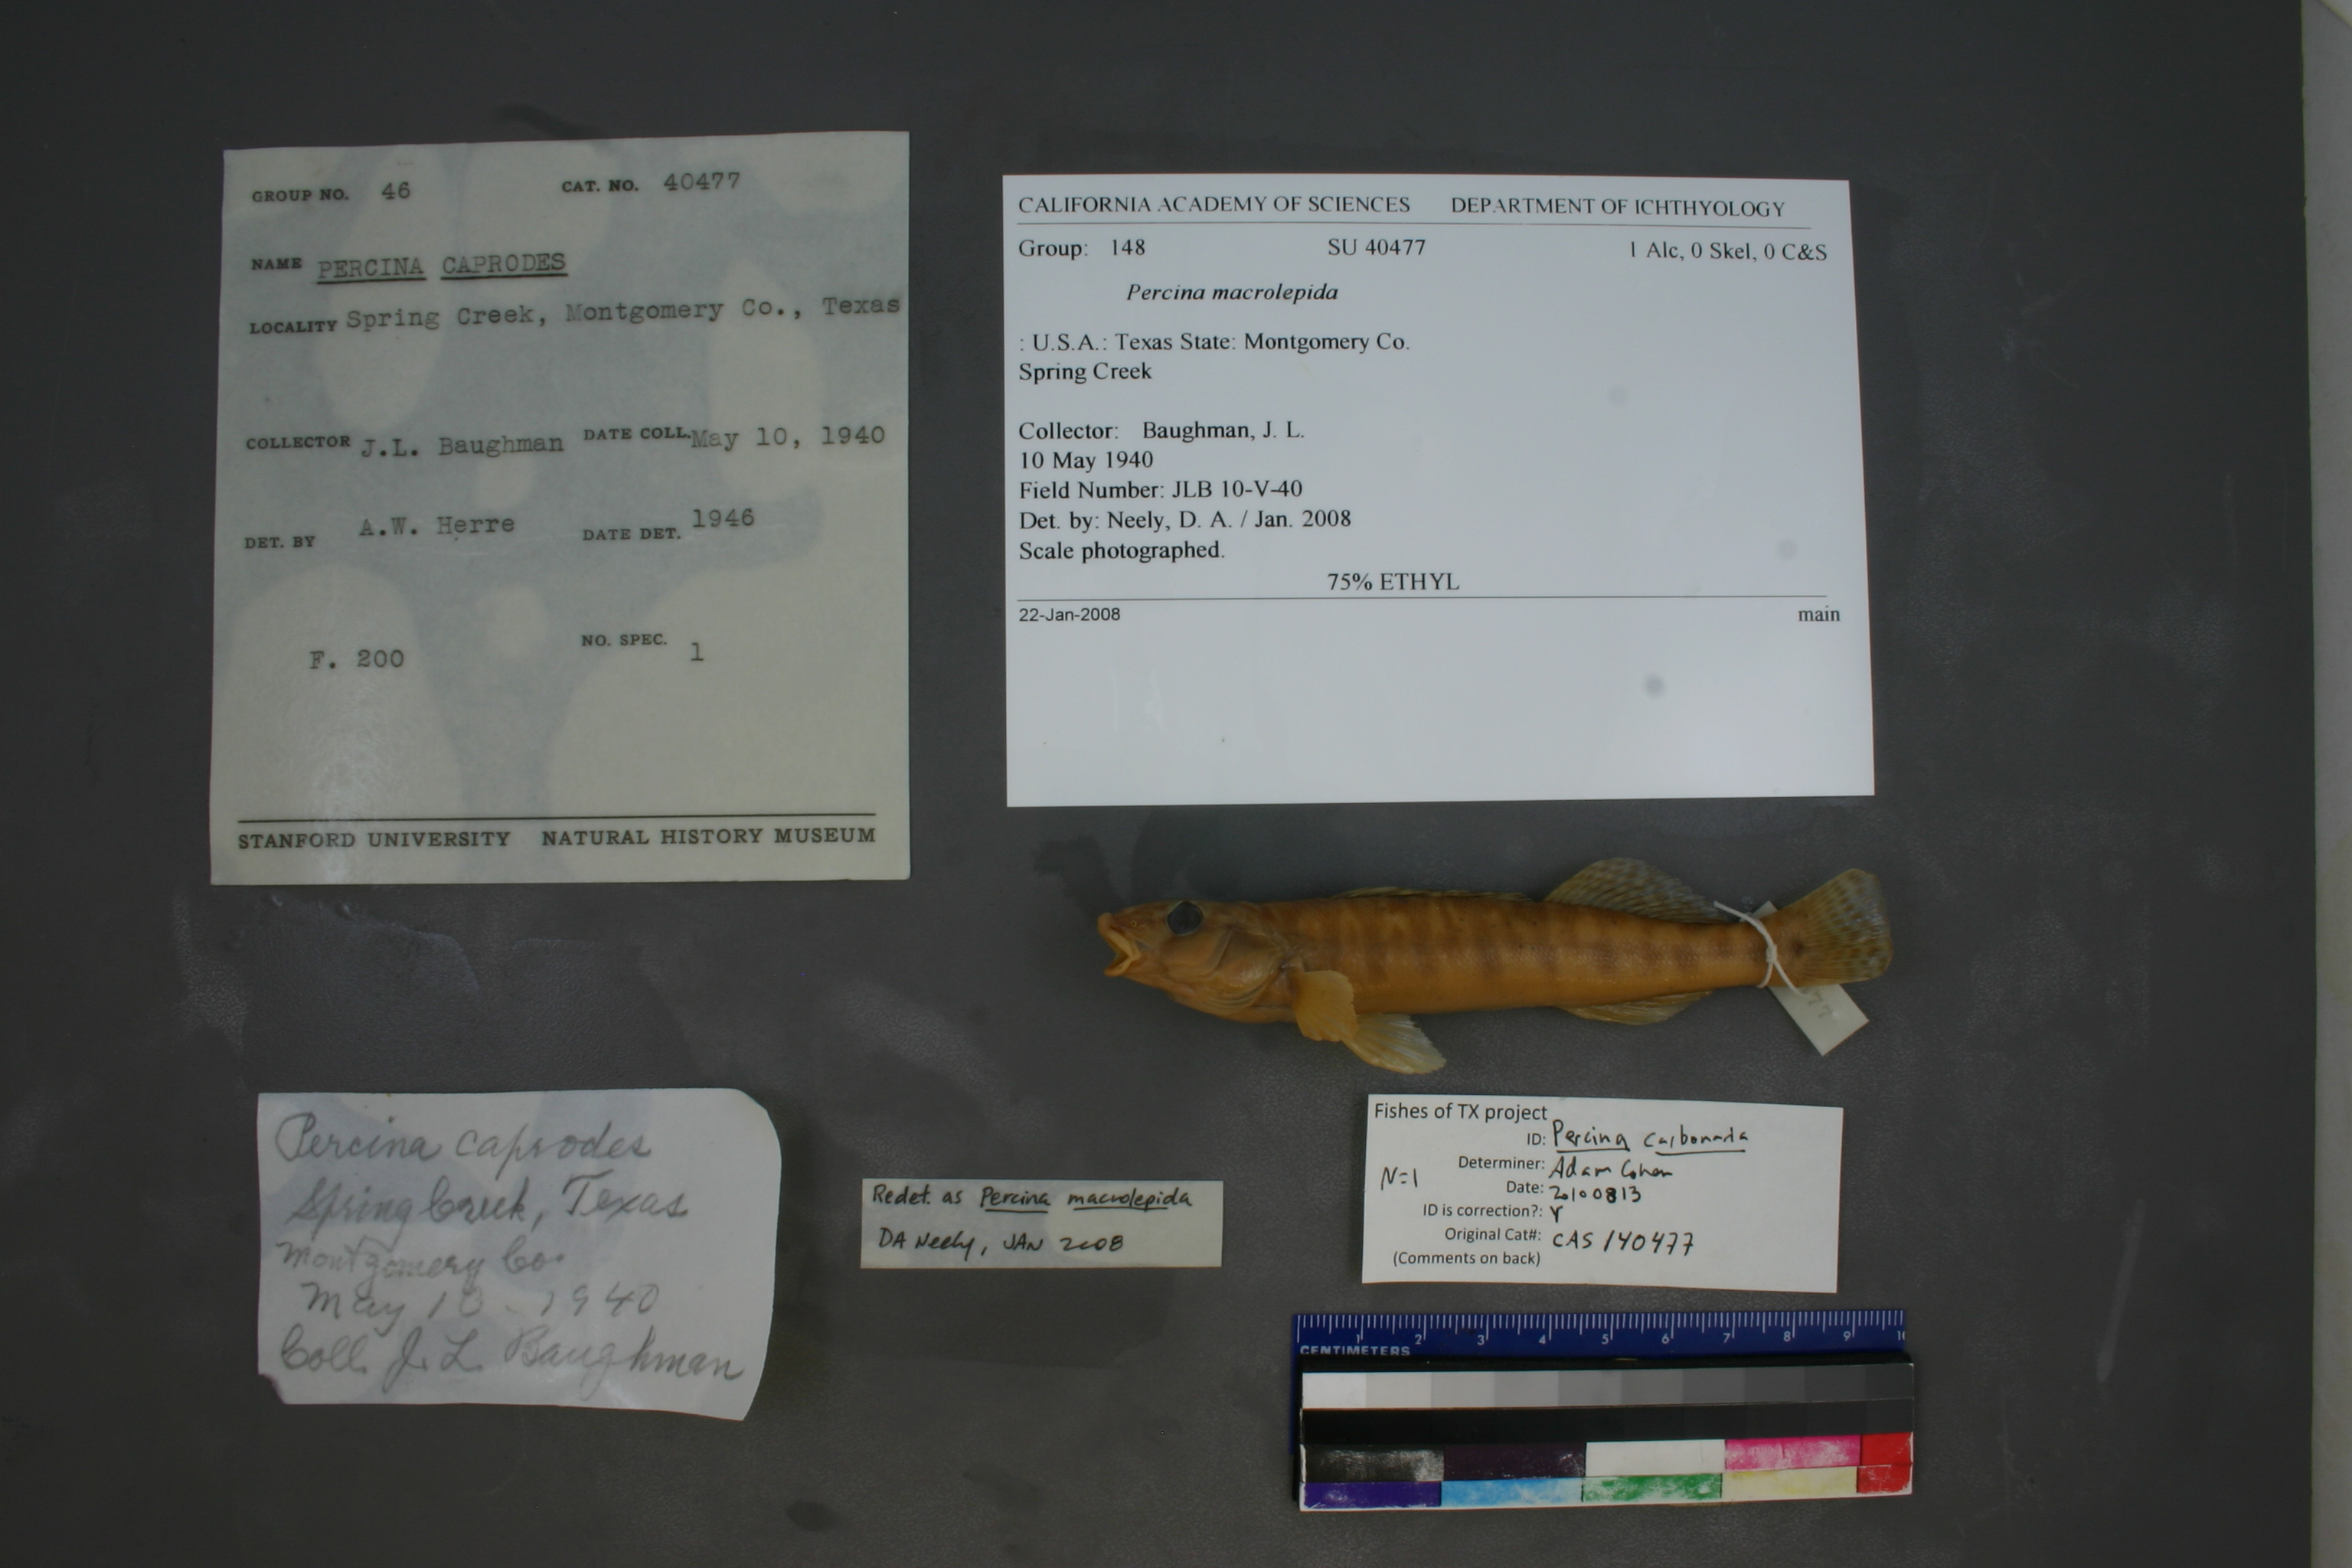 GROUP NO. 46 CAT. NO. 40477
NAME PERCINA CAPRODES
LOCALITY Spring Creek, Montgomery Co., Texas
COLLECTOR J.L. Baughman DATE COLL. May 10, 1940
DET. BY A.W. Herre DATE DET. 1946
F. 200 NO. SPEC. 1
STANFORD UNIVERSITY NATURAL HISTORY MUSEUM
CALIFORNIA ACADEMY OF SCIENCES DEPARTMENT OF ICHTHYOLOGY
Group: 148 SU 40477 1 Alc, 0 Skel, 0 C&S
Percina macrolepida
: U.S.A.: Texas State: Montgomery Co.
Spring Creek
Collector: Baughman, J. L.
10 May 1940
Field Number: JLB 10-V-40
Det. by: Neely, D. A. / Jan. 2008
Scale photographed.
75% ETHYL
22-Jan-2008 main
77
Percina caprodes
Spring Creek, Texas
Montgomery Co.
May 10 - 1940
Coll. J. L. Baughman
Redet. as Percina macrolepida
DA Neely, JAN 2008
Fishes of TX project
ID: Percina carbonaria
N=1 Determiner: Adam Cohen
Date: 20100813
ID is correction?: Y
Original Cat#: CAS 140477
(Comments on back)
1 2 3 4 5 6 7 8 9 10
CENTIMETERS